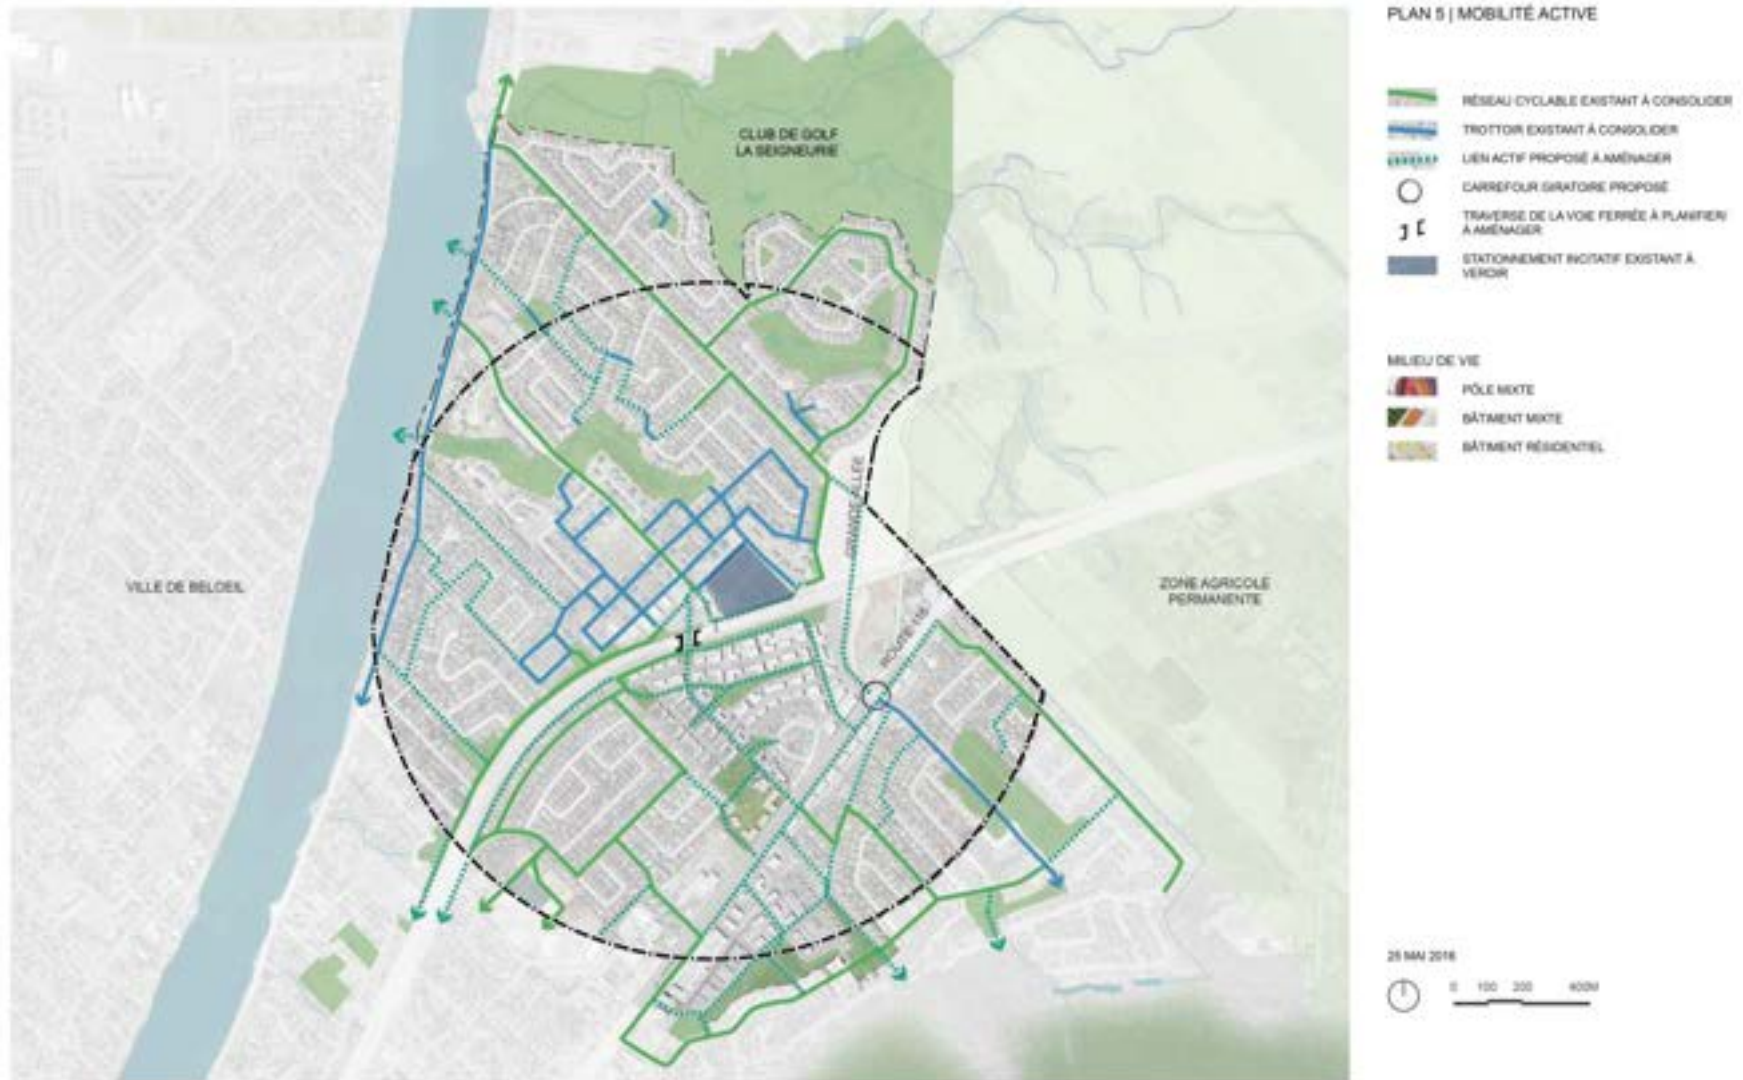 PLAN 5 | MOBILITÉ ACTIVE
RÉSEAU CYCLABLE EXISTANT À CONSOLIDER
TROTTOIR EXISTANT À CONSOLIDER
LIEN ACTIF PROPOSÉ À AMÉNAGER
CARREFOUR GIRATOIRE PROPOSÉ
TRAVERSE DE LA VOIE FERRÉE À PLANIFIER/
À AMÉNAGER
STATIONNEMENT INCITATIF EXISTANT À
VERDIR
MILIEU DE VIE
PÔLE MIXTE
BÂTIMENT MIXTE
BÂTIMENT RÉSIDENTIEL
CLUB DE GOLF
LA SEIGNEURIE
GRANDE ALLÉE
VILLE DE BELOEIL
ZONE AGRICOLE
PERMANENTE
ROUTE 116
25 MAI 2016
0 100 200 400M